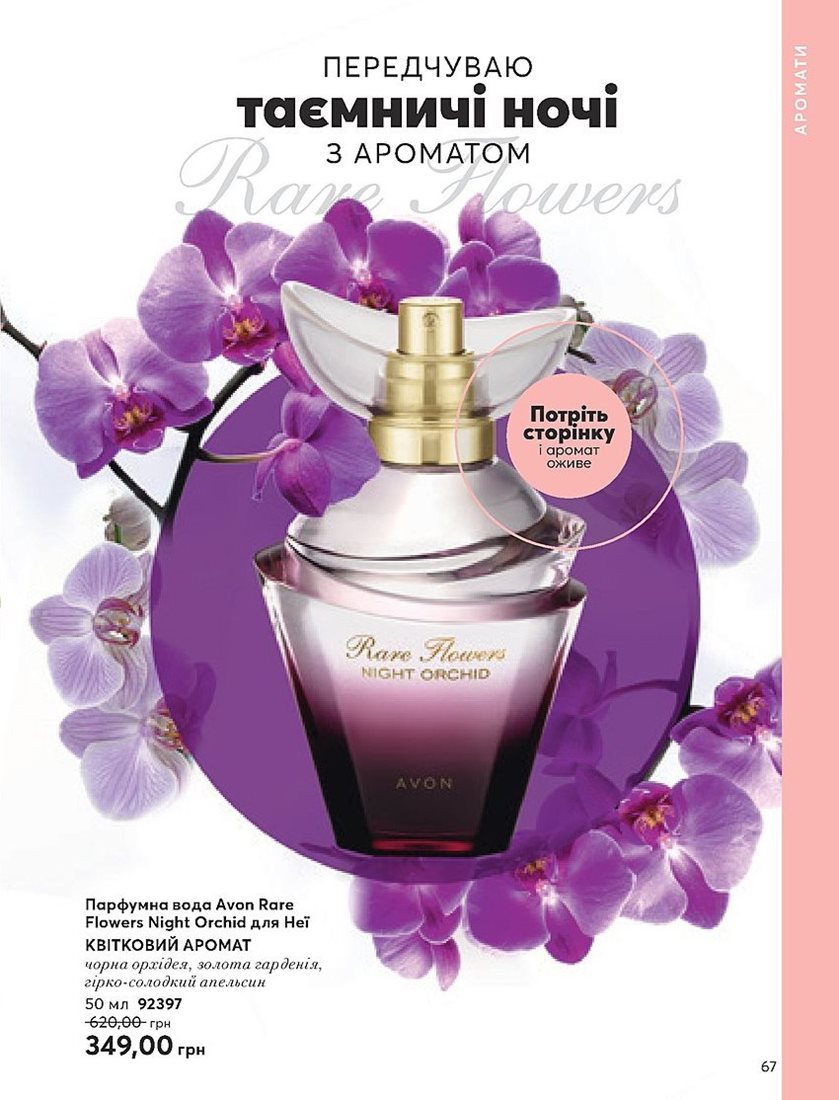 ПЕРЕДЧУВАЮ
таємничі ночі
З АРОМАТОМ
Rare Flowers
АРОМАТИ
Потріть
сторінку
і аромат
оживе
Rare Flowers
NIGHT ORCHID
AVON
Парфумна вода Avon Rare
Flowers Night Orchid для Неї
КВІТКОВИЙ АРОМАТ
чорна орхідея, золота гарденія,
гірко-солодкий апельсин
50 мл 92397
620,00 грн
349,00 грн
67